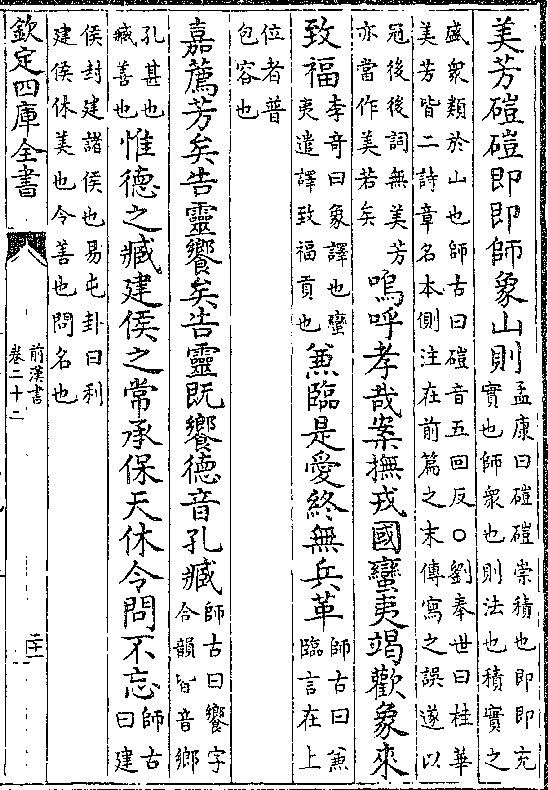 美芳磑磑即即師象山則孟康曰磑磑崇積也即即充
實也師衆也則法也積實之
盛衆類於山也師古曰磑音五回反○劉奉世曰桂華
美芳皆二詩章名本側注在前篇之末傳寫之誤遂以
冠後後詞無美芳
亦當作美若矣嗚呼孝哉案撫戎國蠻夷竭歡象來
致福李奇曰象譯也蠻
夷遣譯致福貢也兼臨是愛終無兵革師古曰兼
臨言在上
位者普
包容也
嘉薦芳矣告靈饗矣告靈既饗德音孔臧師古曰饗字
合韻皆音鄉
孔甚也
臧善也惟德之臧建侯之常承保天休令問不忘師古
曰建
侯封建諸侯也易屯卦曰利
建侯休美也令善也問名也
欽定四庫全書
前漢書
卷二十二
二十一